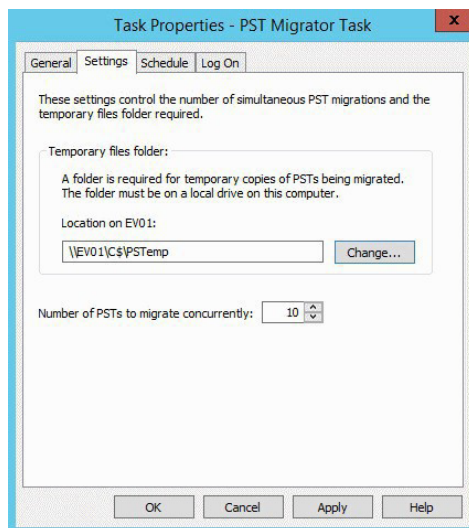 Task Properties - PST Migrator Task
x
General Settings Schedule Log On
These settings control the number of simultaneous PST migrations and the
temporary files folder required.
Temporary files folder:
A folder is required for temporary copies of PSTs being migrated.
The folder must be on a local drive on this computer.
Location on EV01:
\\EV01\C$\PSTemp
Change...
Number of PSTs to migrate concurrently: 10
OK Cancel Apply Help